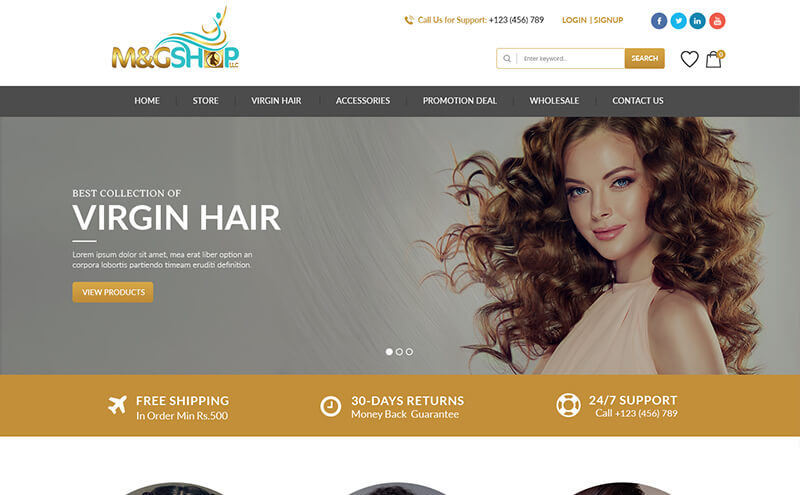 Call Us for Support: +123 (456) 789
LOGIN | SIGNUP
M&GSHOP
LLC
Enter keyword...
SEARCH
0
HOME | STORE | VIRGIN HAIR | ACCESSORIES | PROMOTION DEAL | WHOLESALE | CONTACT US
BEST COLLECTION OF
VIRGIN HAIR
Lorem ipsum dolor sit amet, mea erat liber option an
corpora lobortis partiendo timeam eruditi definition.
VIEW PRODUCTS
FREE SHIPPING
In Order Min Rs.500
30-DAYS RETURNS
Money Back Guarantee
24/7 SUPPORT
Call +123 (456) 789